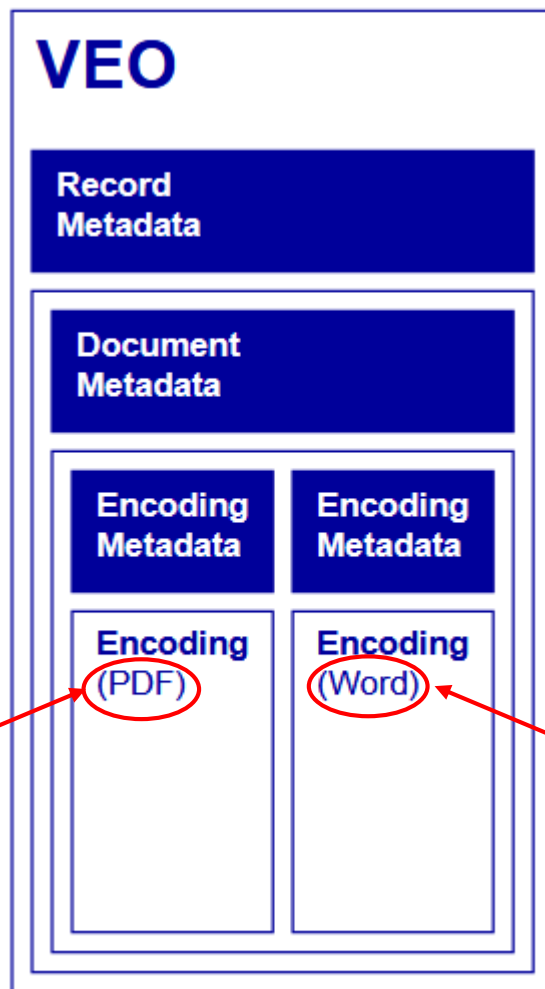 VEO
Record
Metadata
Document
Metadata
Encoding
Metadata
Encoding
Metadata
Encoding
(PDF)
Encoding
(Word)